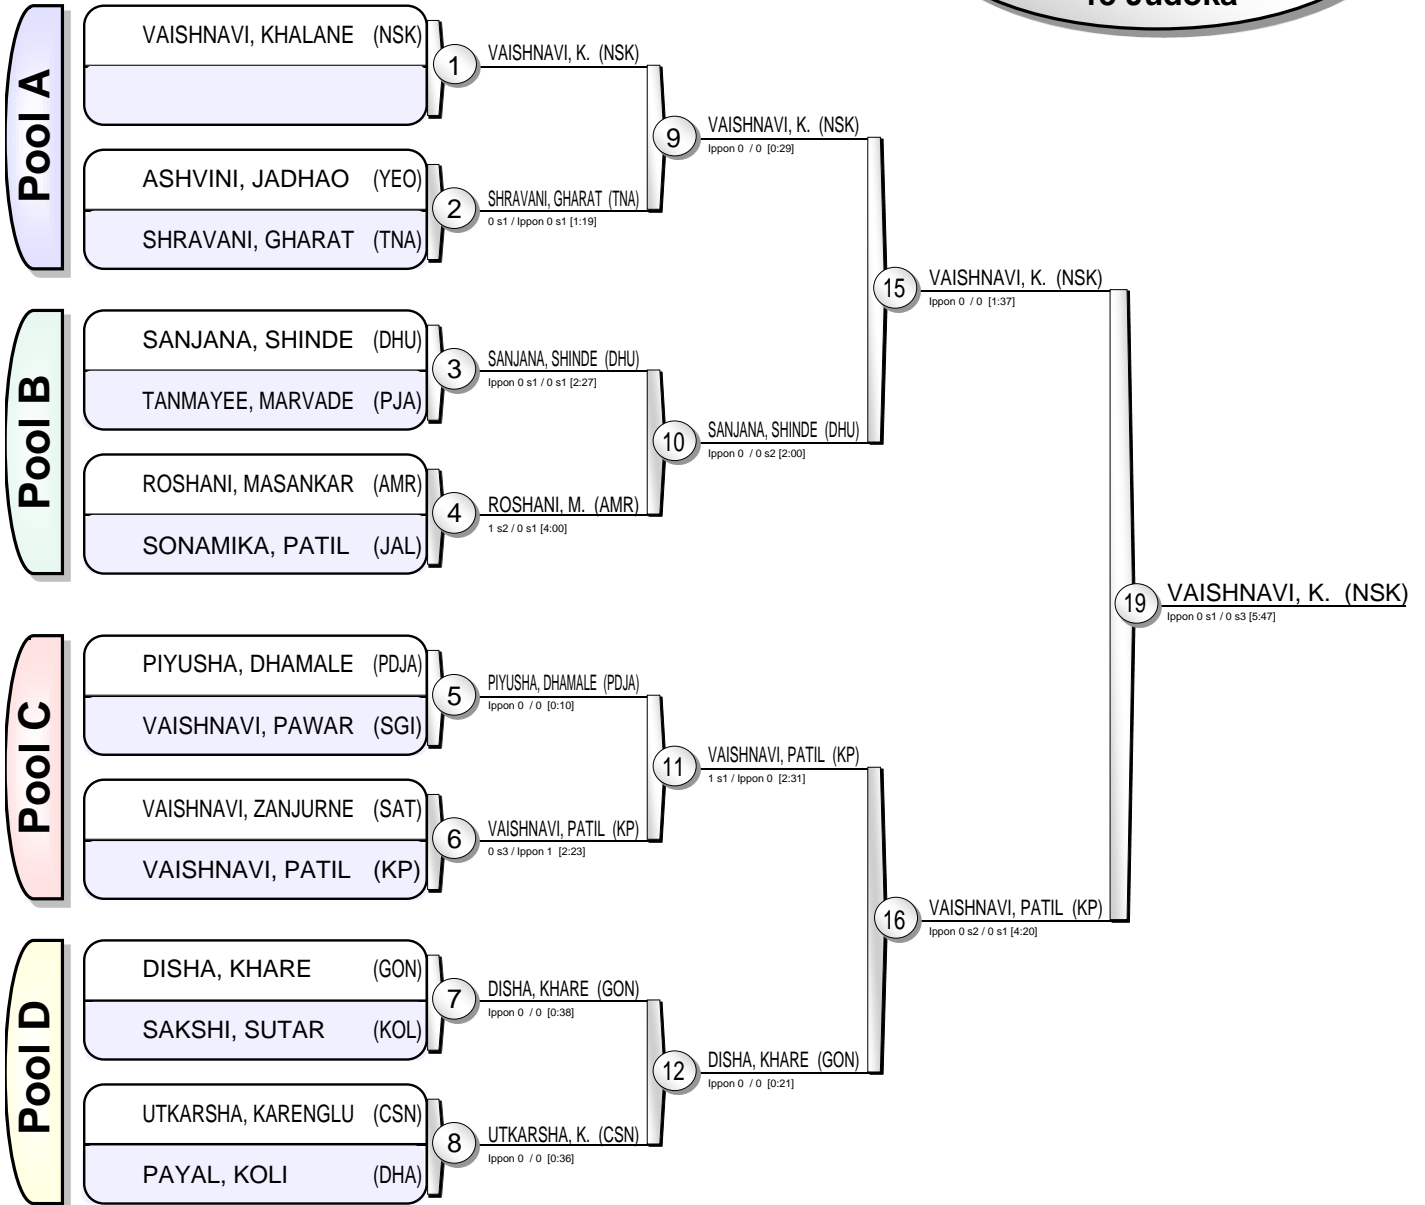 15 Judoka
Pool A
VAISHNAVI, KHALANE (NSK)
1
VAISHNAVI, K. (NSK)
ASHVINI, JADHAO (YEO)
SHRAVANI, GHARAT (TNA)
2
SHRAVANI, GHARAT (TNA)
0 s1 / Ippon 0 s1 [1:19]
9
VAISHNAVI, K. (NSK)
Ippon 0 / 0 [0:29]
Pool B
SANJANA, SHINDE (DHU)
TANMAYEE, MARVADE (PJA)
3
SANJANA, SHINDE (DHU)
Ippon 0 s1 / 0 s1 [2:27]
ROSHANI, MASANKAR (AMR)
SONAMIKA, PATIL (JAL)
4
ROSHANI, M. (AMR)
1 s2 / 0 s1 [4:00]
10
SANJANA, SHINDE (DHU)
Ippon 0 / 0 s2 [2:00]
15
VAISHNAVI, K. (NSK)
Ippon 0 / 0 [1:37]
Pool C
PIYUSHA, DHAMALE (PDJA)
VAISHNAVI, PAWAR (SGI)
5
PIYUSHA, DHAMALE (PDJA)
Ippon 0 / 0 [0:10]
VAISHNAVI, ZANJURNE (SAT)
VAISHNAVI, PATIL (KP)
6
VAISHNAVI, PATIL (KP)
0 s3 / Ippon 1 [2:23]
11
VAISHNAVI, PATIL (KP)
1 s1 / Ippon 0 [2:31]
Pool D
DISHA, KHARE (GON)
SAKSHI, SUTAR (KOL)
7
DISHA, KHARE (GON)
Ippon 0 / 0 [0:38]
UTKARSHA, KARENGLU (CSN)
PAYAL, KOLI (DHA)
8
UTKARSHA, K. (CSN)
Ippon 0 / 0 [0:36]
12
DISHA, KHARE (GON)
Ippon 0 / 0 [0:21]
16
VAISHNAVI, PATIL (KP)
Ippon 0 s2 / 0 s1 [4:20]
19
VAISHNAVI, K. (NSK)
Ippon 0 s1 / 0 s3 [5:47]